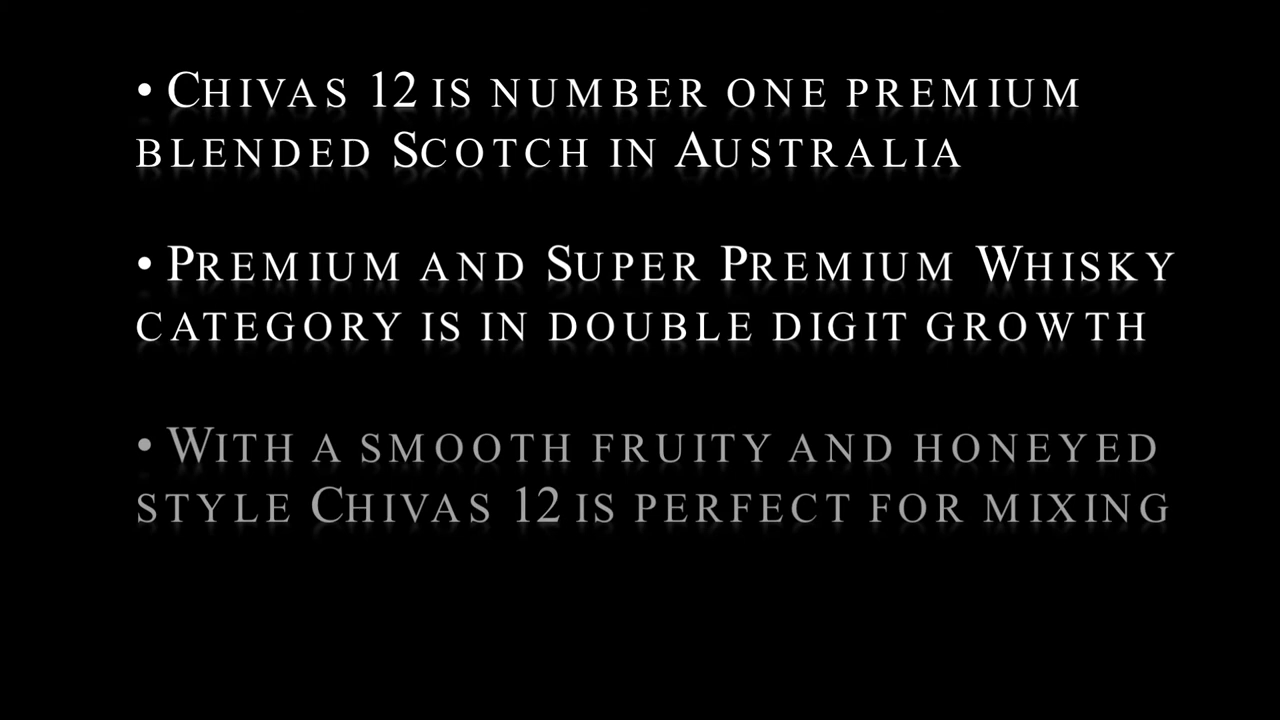 • Chivas 12 is number one premium
blended Scotch in Australia
• Premium and Super Premium Whisky
category is in double digit growth
• With a smooth fruity and honeyed
style Chivas 12 is perfect for mixing